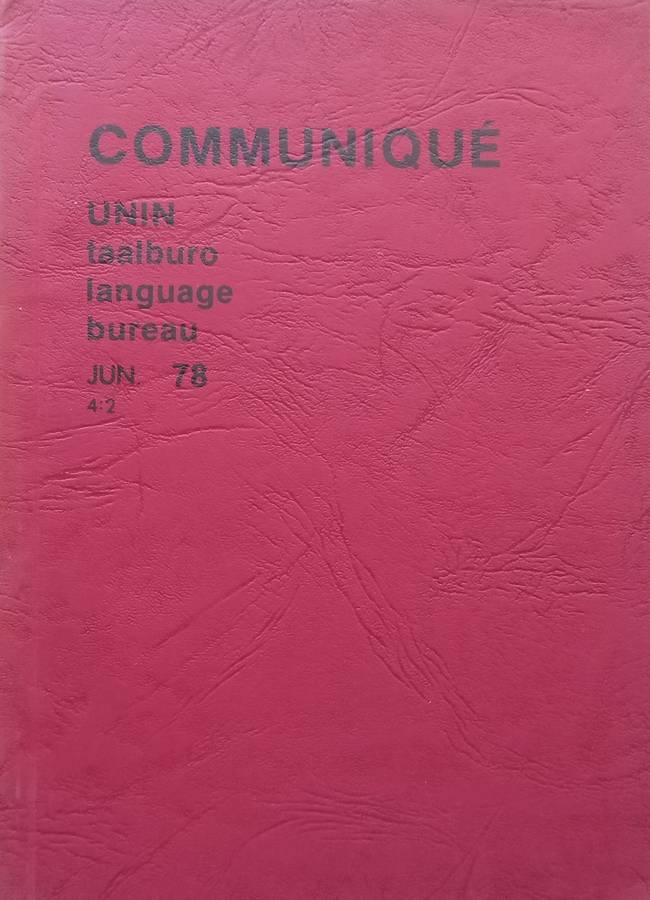 COMMUNIQUÉ
UNIN
taalburo
language
bureau
JUN. 78
4:2